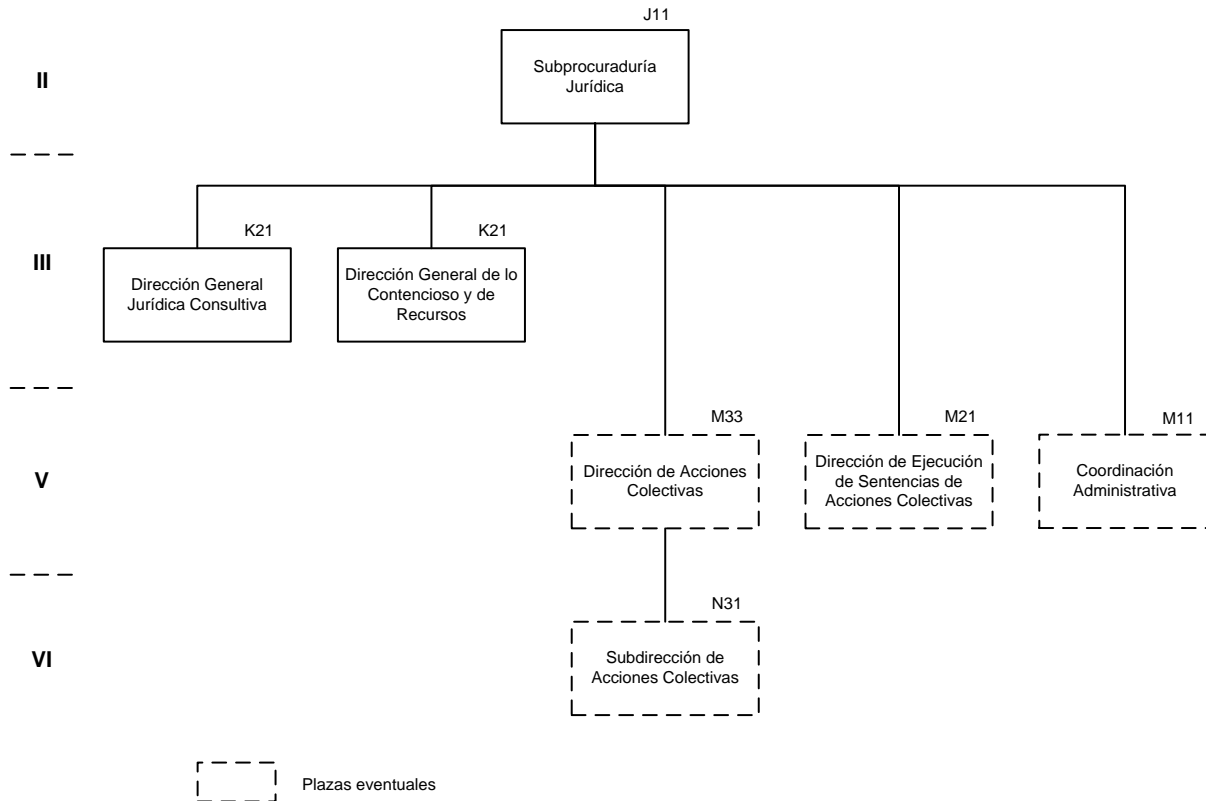 J11
II
Subprocuraduría
Jurídica
K21
K21
III
Dirección General
Jurídica Consultiva
Dirección General de lo
Contencioso y de
Recursos
M33
M21
M11
V
Dirección de Acciones
Colectivas
Dirección de Ejecución
de Sentencias de
Acciones Colectivas
Coordinación
Administrativa
N31
VI
Subdirección de
Acciones Colectivas
Plazas eventuales